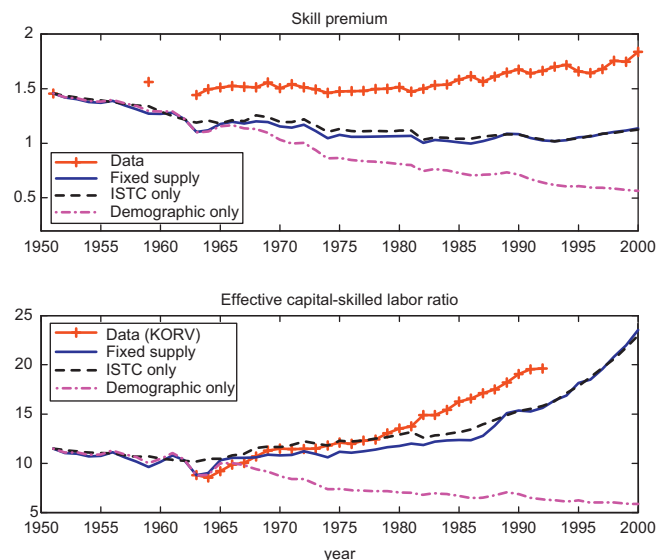 Skill premium
2
1.5
1
0.5
Data
Fixed supply
ISTC only
Demographic only
1950 1955 1960 1965 1970 1975 1980 1985 1990 1995 2000
Effective capital-skilled labor ratio
25
20
15
10
5
Data (KORV)
Fixed supply
ISTC only
Demographic only
1950 1955 1960 1965 1970 1975 1980 1985 1990 1995 2000
year